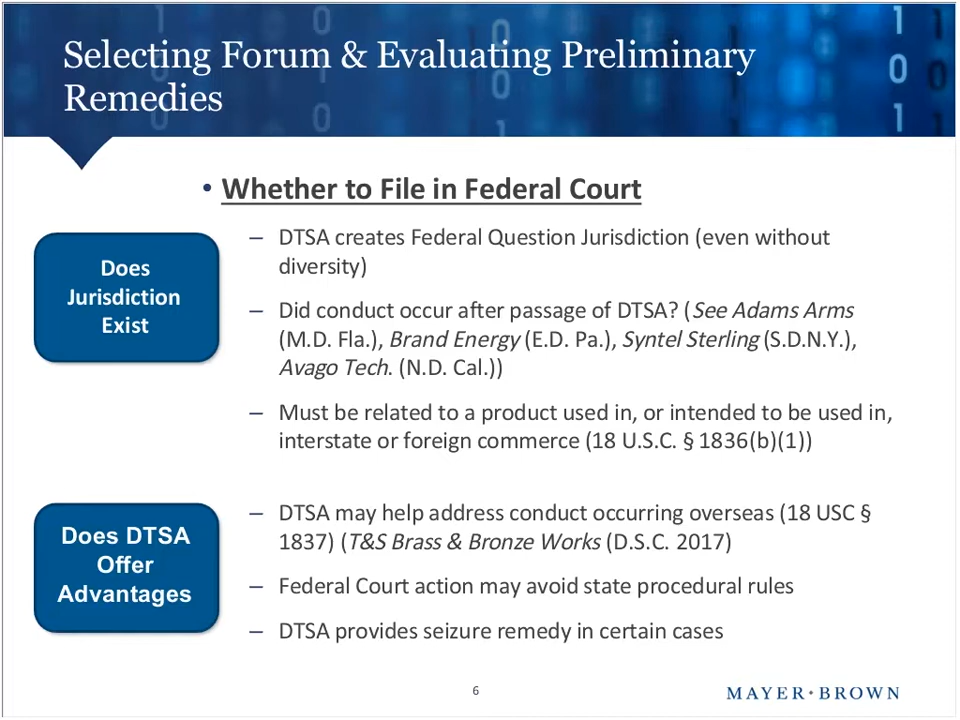 Selecting Forum & Evaluating Preliminary
Remedies
• Whether to File in Federal Court
Does
Jurisdiction
Exist
– DTSA creates Federal Question Jurisdiction (even without
diversity)
– Did conduct occur after passage of DTSA? (See Adams Arms
(M.D. Fla.), Brand Energy (E.D. Pa.), Syntel Sterling (S.D.N.Y.),
Avago Tech. (N.D. Cal.))
– Must be related to a product used in, or intended to be used in,
interstate or foreign commerce (18 U.S.C. § 1836(b)(1))
Does DTSA
Offer
Advantages
– DTSA may help address conduct occurring overseas (18 USC §
1837) (T&S Brass & Bronze Works (D.S.C. 2017)
– Federal Court action may avoid state procedural rules
– DTSA provides seizure remedy in certain cases
6
MAYER•BROWN